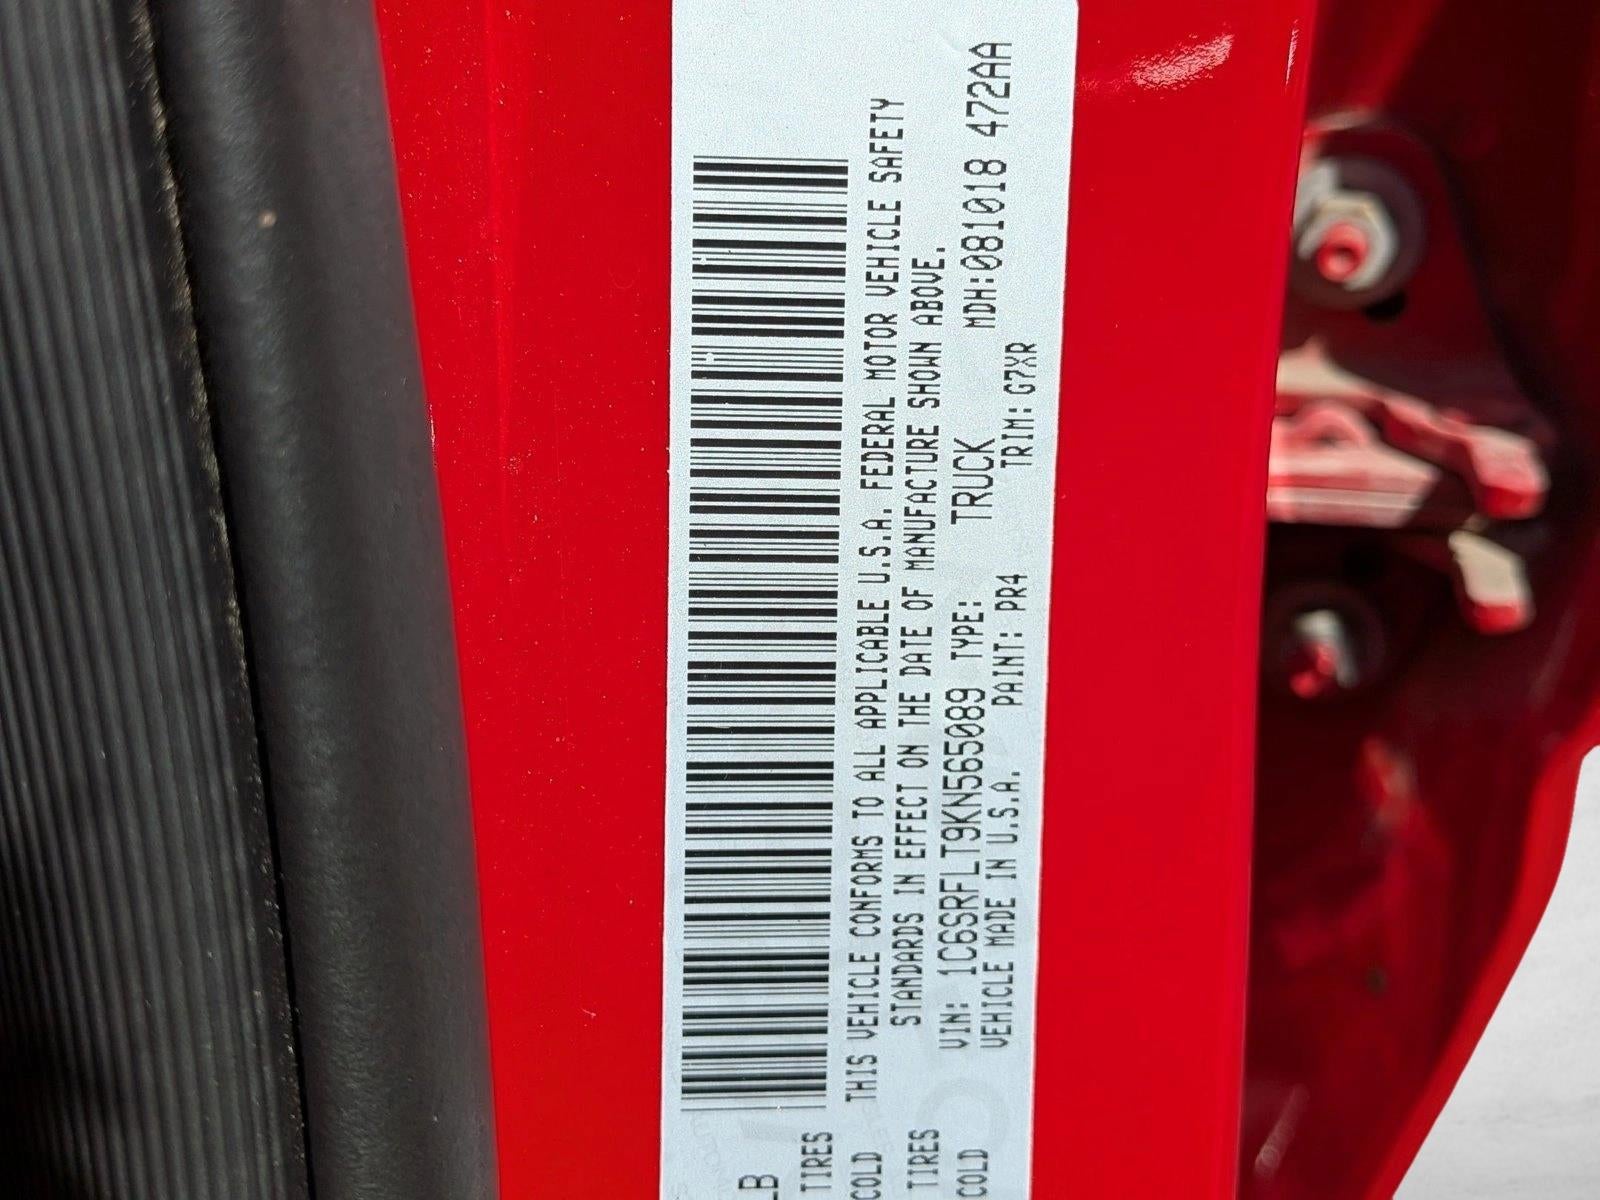 LB
TIRES
COLD
TIRES
COLD
THIS VEHICLE CONFORMS TO ALL APPLICABLE U.S.A. FEDERAL MOTOR VEHICLE SAFETY
STANDARDS IN EFFECT ON THE DATE OF MANUFACTURE SHOWN ABOVE.
VIN: 1C6SRFLT9KN565089 TYPE: TRUCK MDH:081018 472AA
VEHICLE MADE IN U.S.A. PAINT: PR4 TRIM: G7XR